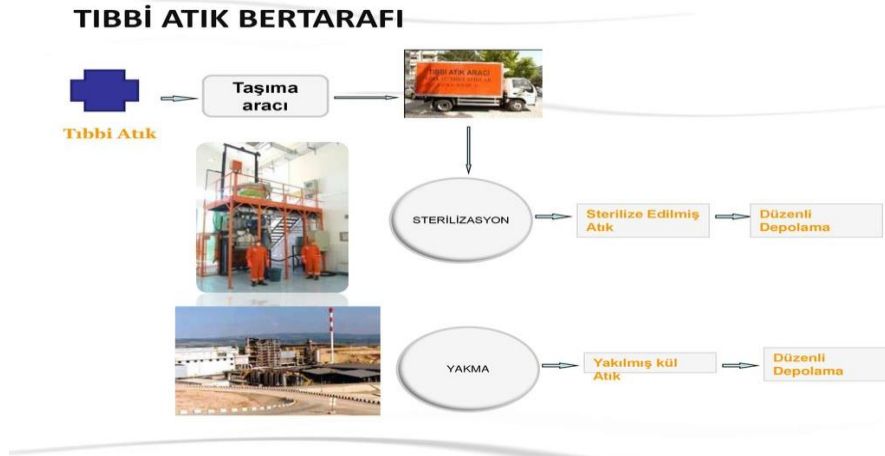 TIBBİ ATIK BERTARAFI
Taşıma
aracı
TIBBİ ATIK ARACI
Tıbbi Atık
STERİLİZASYON
Sterilize Edilmiş
Atık
Düzenli
Depolama
YAKMA
Yakılmış kül
Atık
Düzenli
Depolama